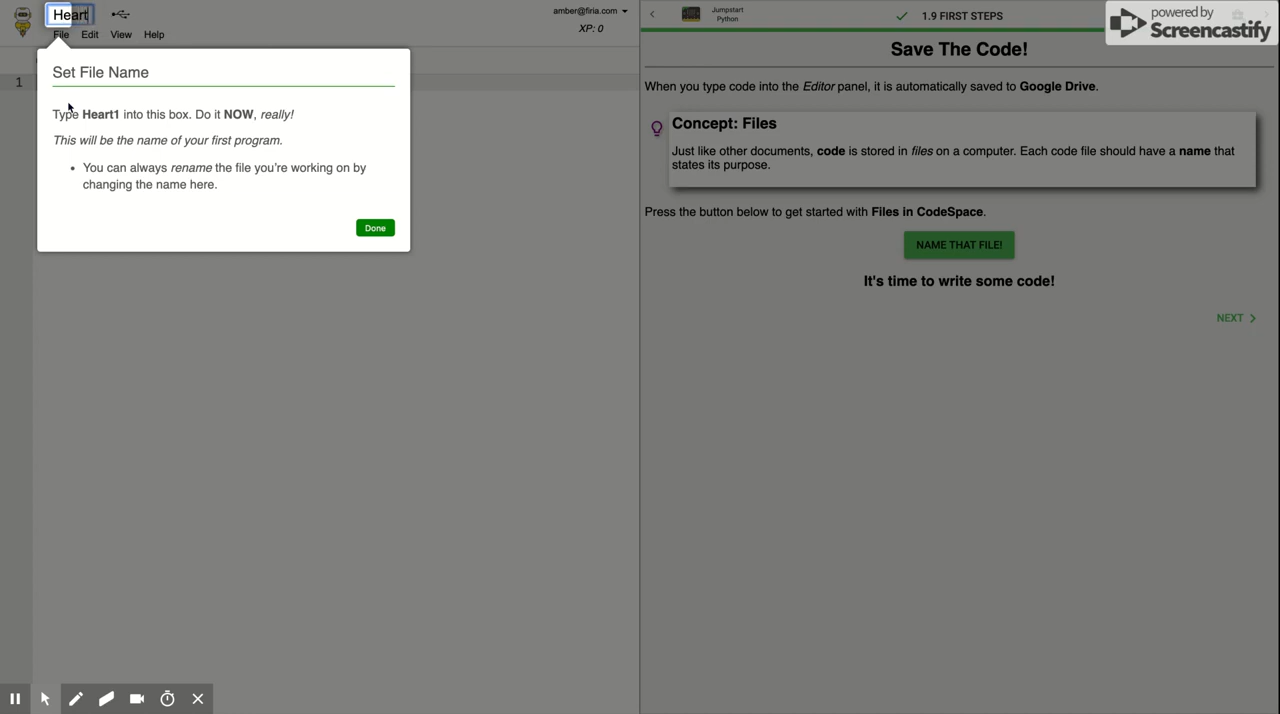 Heart
File Edit View Help
amber@firia.com
XP: 0
Set File Name
Type Heart1 into this box. Do it NOW, really!
This will be the name of your first program.
• You can always rename the file you're working on by
changing the name here.
Done
1
Jumpstart
Python
1.9 FIRST STEPS
powered by
Screencastify
Save The Code!
When you type code into the Editor panel, it is automatically saved to Google Drive.
Concept: Files
Just like other documents, code is stored in files on a computer. Each code file should have a name that
states its purpose.
Press the button below to get started with Files in CodeSpace.
NAME THAT FILE!
It's time to write some code!
NEXT